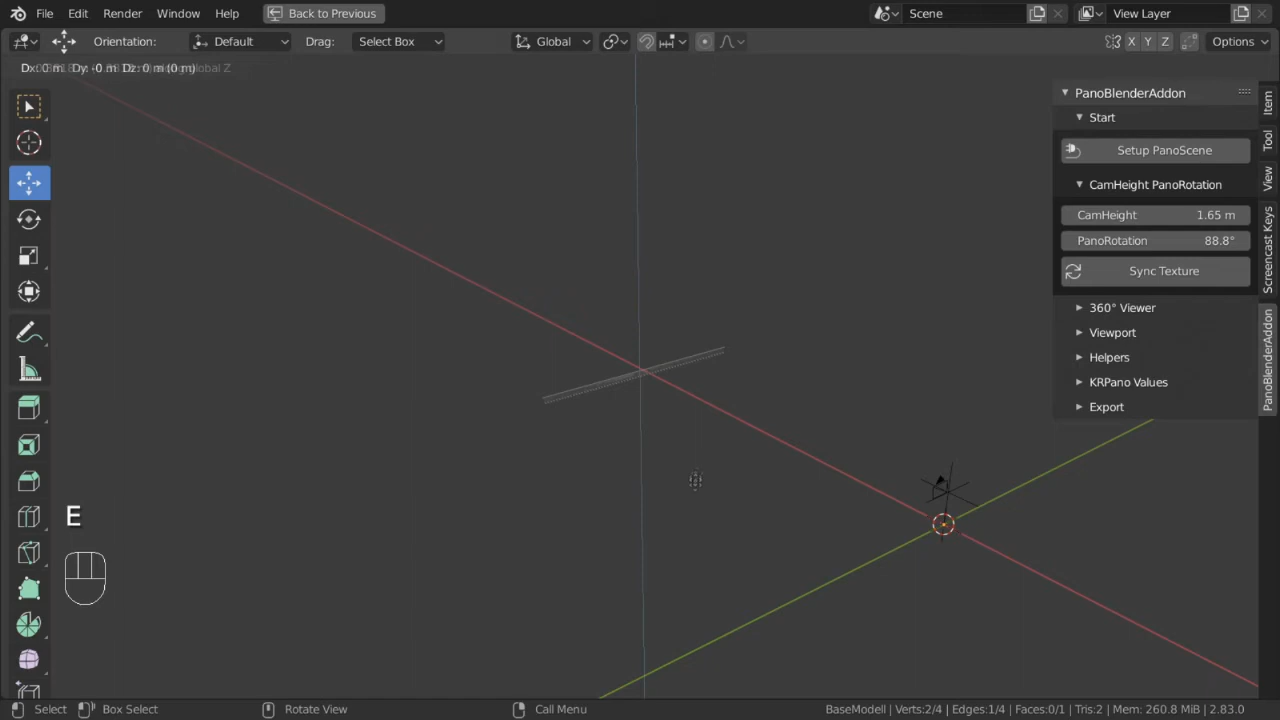 File Edit Render Window Help Back to Previous Scene View Layer
Orientation: Default Drag: Select Box Global X Y Z Options
PanoBlenderAddon
Start
Setup PanoScene
CamHeight PanoRotation
CamHeight 1.65 m
PanoRotation 88.8°
Sync Texture
360° Viewer
Viewport
Helpers
KRPano Values
Export
Item
Tool
View
Screencast Keys
PanoBlenderAddon
E
Select Box Select Rotate View Call Menu BaseModell | Verts:2/4 | Edges:1/4 | Faces:0/1 | Tris:2 | Mem: 260.8 MiB | 2.83.0